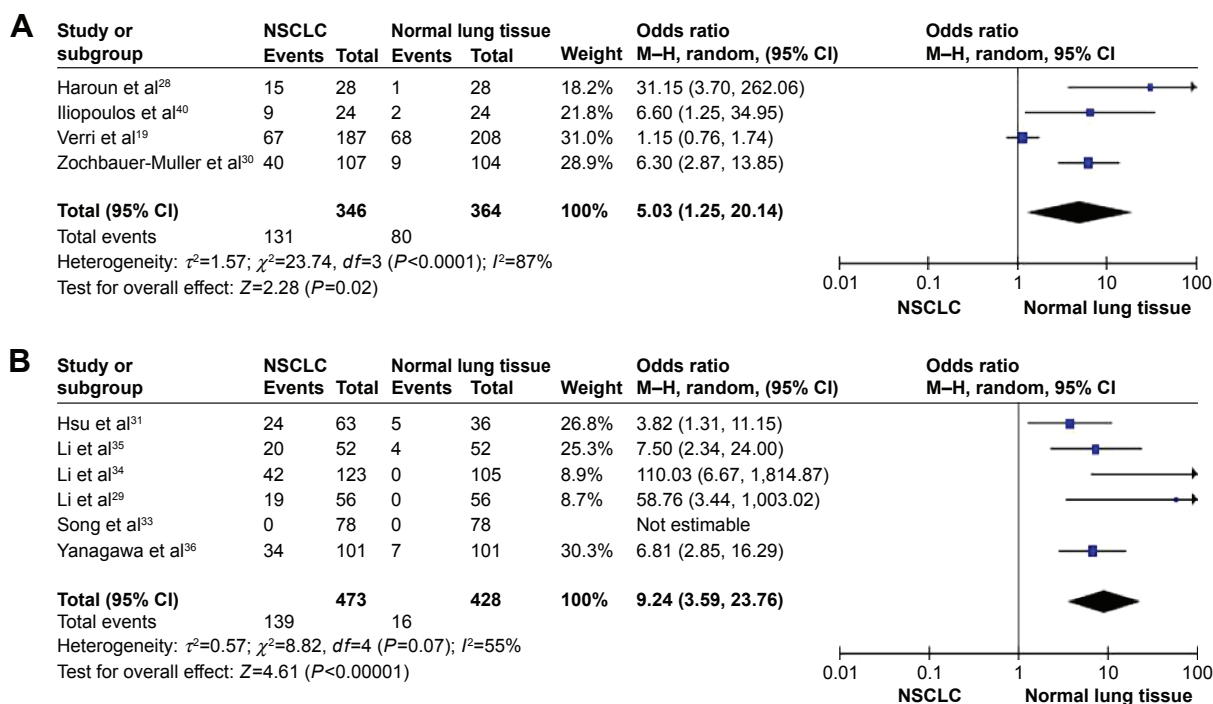 A
Study or subgroup NSCLC Events Total Normal lung tissue Events Total Weight Odds ratio M–H, random, (95% CI) Odds ratio M–H, random, 95% CI
Haroun et al28 15 28 1 28 18.2% 31.15 (3.70, 262.06)
Iliopoulos et al40 9 24 2 24 21.8% 6.60 (1.25, 34.95)
Verri et al19 67 187 68 208 31.0% 1.15 (0.76, 1.74)
Zochbauer-Muller et al30 40 107 9 104 28.9% 6.30 (2.87, 13.85)
Total (95% CI) 346 364 100% 5.03 (1.25, 20.14)
Total events 131 80
Heterogeneity: τ²=1.57; χ²=23.74, df=3 (P<0.0001); I²=87%
Test for overall effect: Z=2.28 (P=0.02)
0.01 0.1 1 10 100
NSCLC Normal lung tissue
B
Study or subgroup NSCLC Events Total Normal lung tissue Events Total Weight Odds ratio M–H, random, (95% CI) Odds ratio M–H, random, 95% CI
Hsu et al31 24 63 5 36 26.8% 3.82 (1.31, 11.15)
Li et al35 20 52 4 52 25.3% 7.50 (2.34, 24.00)
Li et al34 42 123 0 105 8.9% 110.03 (6.67, 1,814.87)
Li et al29 19 56 0 56 8.7% 58.76 (3.44, 1,003.02)
Song et al33 0 78 0 78 Not estimable
Yanagawa et al36 34 101 7 101 30.3% 6.81 (2.85, 16.29)
Total (95% CI) 473 428 100% 9.24 (3.59, 23.76)
Total events 139 16
Heterogeneity: τ²=0.57; χ²=8.82, df=4 (P=0.07); I²=55%
Test for overall effect: Z=4.61 (P<0.00001)
0.01 0.1 1 10 100
NSCLC Normal lung tissue